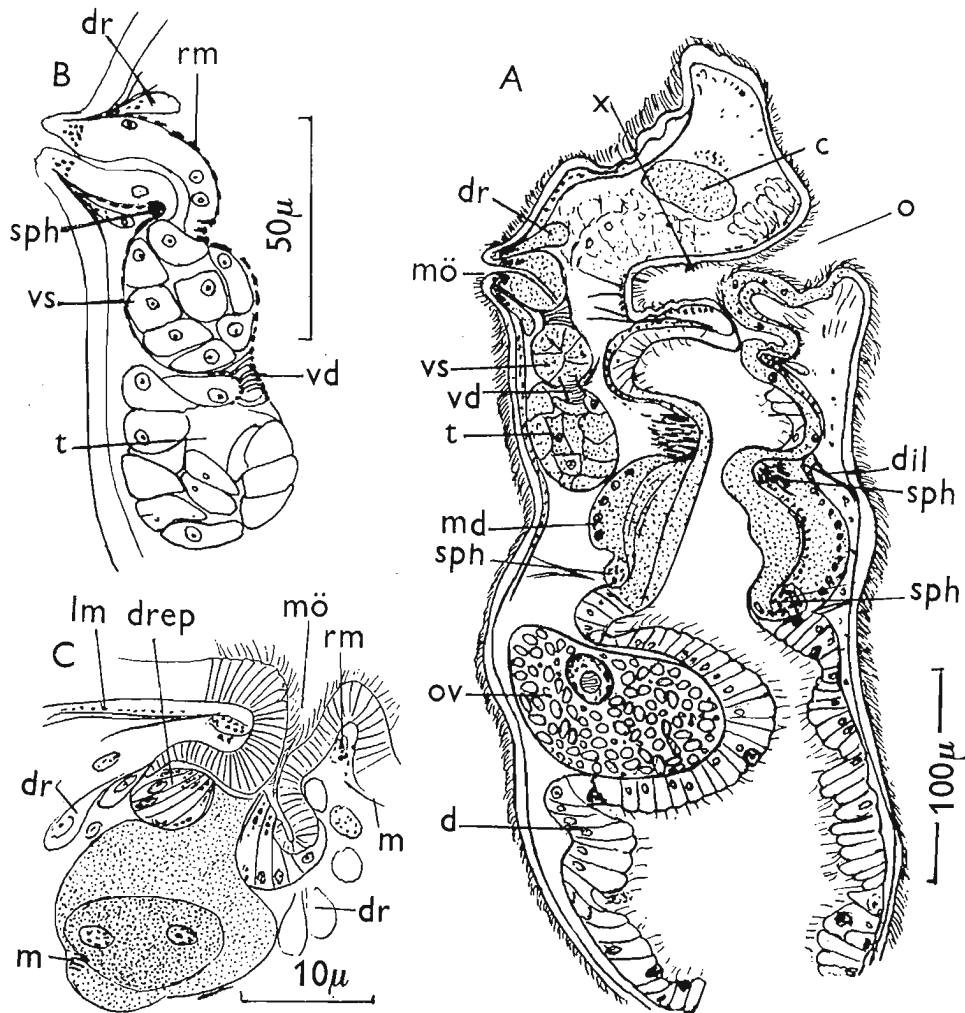 B
dr
rm
50μ
sph
vs
vd
t
A
x
c
o
dr
mö
vs
vd
t
dil
sph
md
sph
sph
ov
d
100μ
C
lm
drep
mö
rm
dr
m
dr
m
10μ